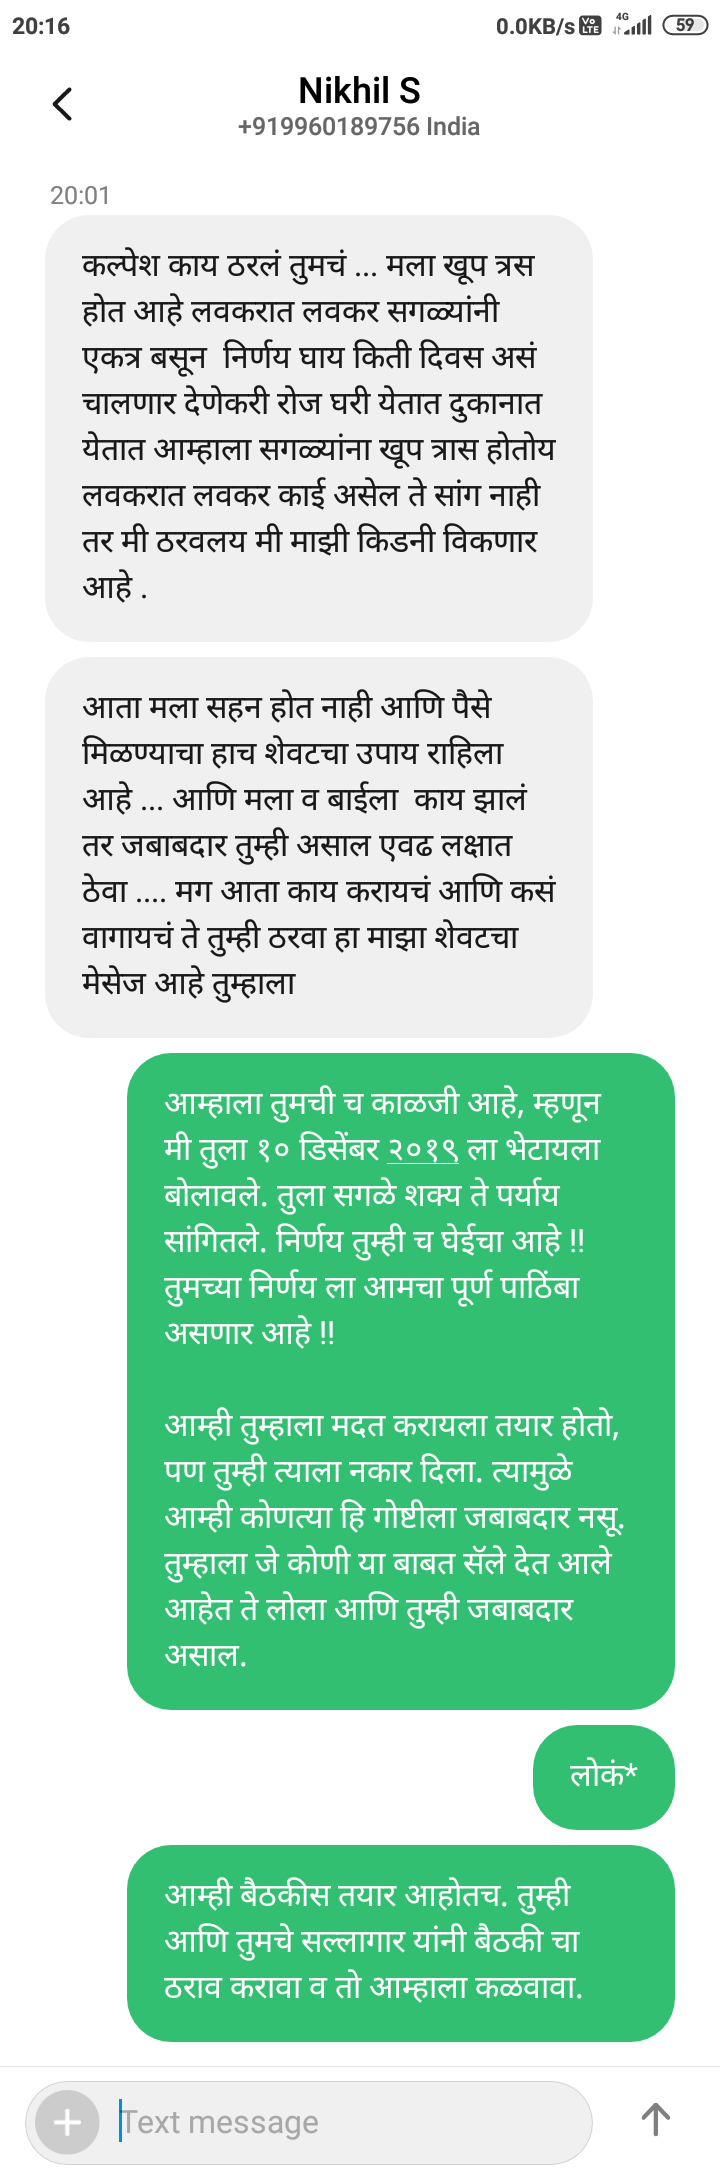 20:16
0.0KB/s Vo LTE 4G 59
Nikhil S
+919960189756 India
20:01
कल्पेश काय ठरलं तुमचं ... मला खूप त्रस
होत आहे लवकरात लवकर सगळ्यांनी
एकत्र बसून  निर्णय घाय किती दिवस असं
चालणार देणेकरी रोज घरी येतात दुकानात
येतात आम्हाला सगळ्यांना खूप त्रास होतोय
लवकरात लवकर काई असेल ते सांग नाही
तर मी ठरवलय मी माझी किडनी विकणार
आहे .
आता मला सहन होत नाही आणि पैसे
मिळण्याचा हाच शेवटचा उपाय राहिला
आहे ... आणि मला व बाईला  काय झालं
तर जबाबदार तुम्ही असाल एवढ लक्षात
ठेवा .... मग आता काय करायचं आणि कसं
वागायचं ते तुम्ही ठरवा हा माझा शेवटचा
मेसेज आहे तुम्हाला
आम्हाला तुमची च काळजी आहे, म्हणून
मी तुला १० डिसेंबर २०१९ ला भेटायला
बोलावले. तुला सगळे शक्य ते पर्याय
सांगितले. निर्णय तुम्ही च घेईचा आहे !!
तुमच्या निर्णय ला आमचा पूर्ण पाठिंबा
असणार आहे !!
आम्ही तुम्हाला मदत करायला तयार होतो,
पण तुम्ही त्याला नकार दिला. त्यामुळे
आम्ही कोणत्या हि गोष्टीला जबाबदार नसू.
तुम्हाला जे कोणी या बाबत सॅले देत आले
आहेत ते लोला आणि तुम्ही जबाबदार
असाल.
लोकं*
आम्ही बैठकीस तयार आहोतच. तुम्ही
आणि तुमचे सल्लागार यांनी बैठकी चा
ठराव करावा व तो आम्हाला कळवावा.
Text message